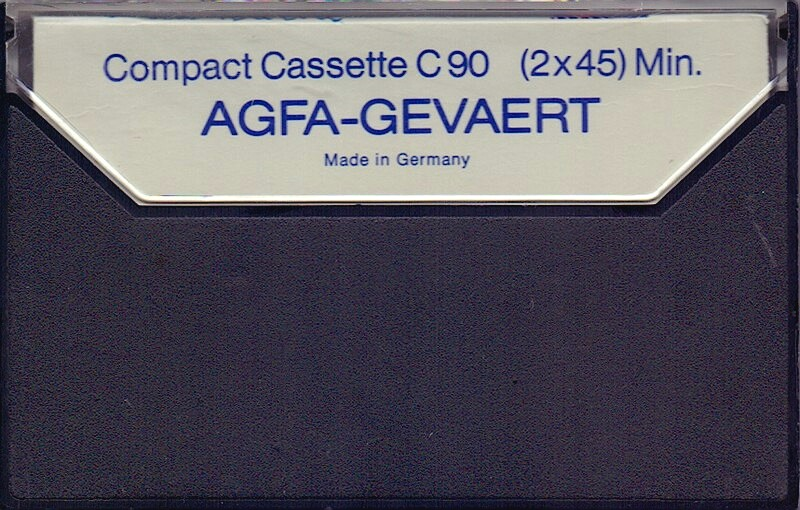 Compact Cassette C 90 (2x45) Min.
AGFA-GEVAERT
Made in Germany